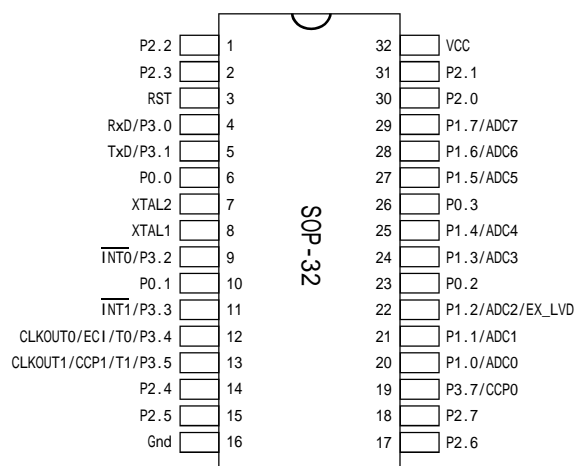 P2.2 1 32 VCC
P2.3 2 31 P2.1
RST 3 30 P2.0
RxD/P3.0 4 29 P1.7/ADC7
TxD/P3.1 5 28 P1.6/ADC6
P0.0 6 27 P1.5/ADC5
XTAL2 7 26 P0.3
XTAL1 8 25 P1.4/ADC4
INT0/P3.2 9 24 P1.3/ADC3
P0.1 10 23 P0.2
INT1/P3.3 11 22 P1.2/ADC2/EX_LVD
CLKOUT0/ECI/T0/P3.4 12 21 P1.1/ADC1
CLKOUT1/CCP1/T1/P3.5 13 20 P1.0/ADC0
P2.4 14 19 P3.7/CCP0
P2.5 15 18 P2.7
Gnd 16 17 P2.6
SOP-32